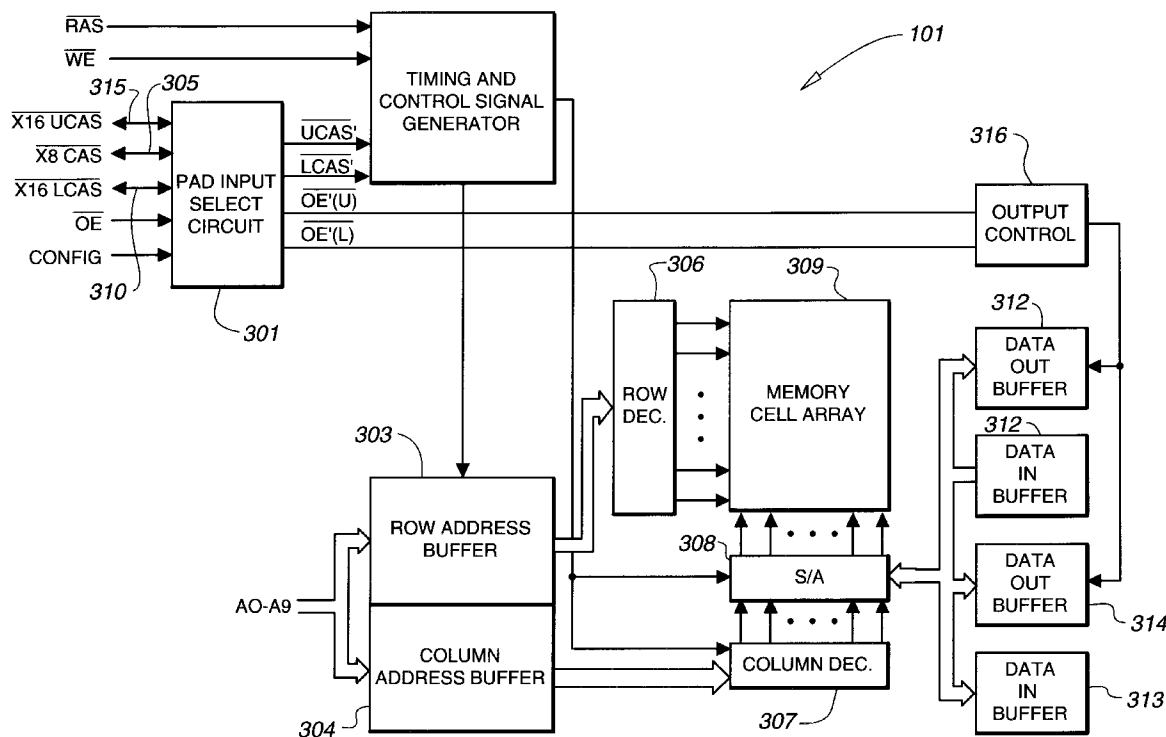 RAS
WE
315
305
X16 UCAS
X8 CAS
X16 LCAS
OE
CONFIG
310
PAD INPUT
SELECT
CIRCUIT
301
UCAS'
LCAS'
OE'(U)
OE'(L)
TIMING AND
CONTROL SIGNAL
GENERATOR
101
316
OUTPUT
CONTROL
306
ROW
DEC.
309
MEMORY
CELL ARRAY
312
DATA
OUT
BUFFER
312
DATA
IN
BUFFER
303
ROW ADDRESS
BUFFER
308
S/A
DATA
OUT
BUFFER
314
AO-A9
COLUMN
ADDRESS BUFFER
304
COLUMN DEC.
307
DATA
IN
BUFFER
313